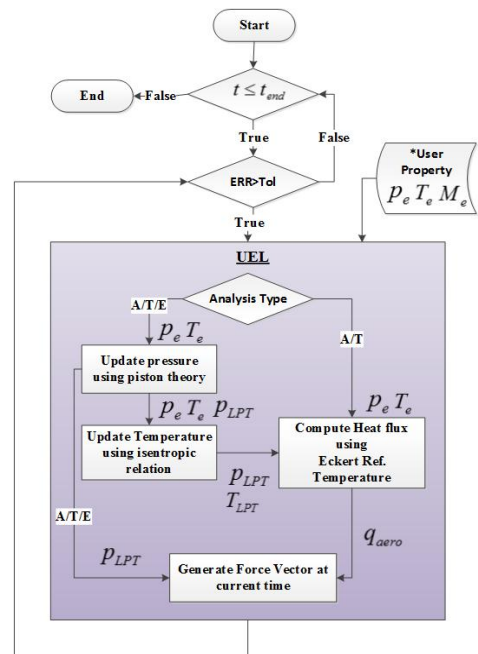 Start
t ≤ t_end
False
End
True
False
ERR>Tol
*User
Property
p_e T_e M_e
True
UEL
Analysis Type
A/T/E
A/T
p_e T_e
Update pressure
using piston theory
p_e T_e
p_e T_e p_LPT
Update Temperature
using isentropic
relation
Compute Heat flux
using
Eckert Ref.
Temperature
p_LPT
T_LPT
A/T/E
q_aero
p_LPT
Generate Force Vector at
current time